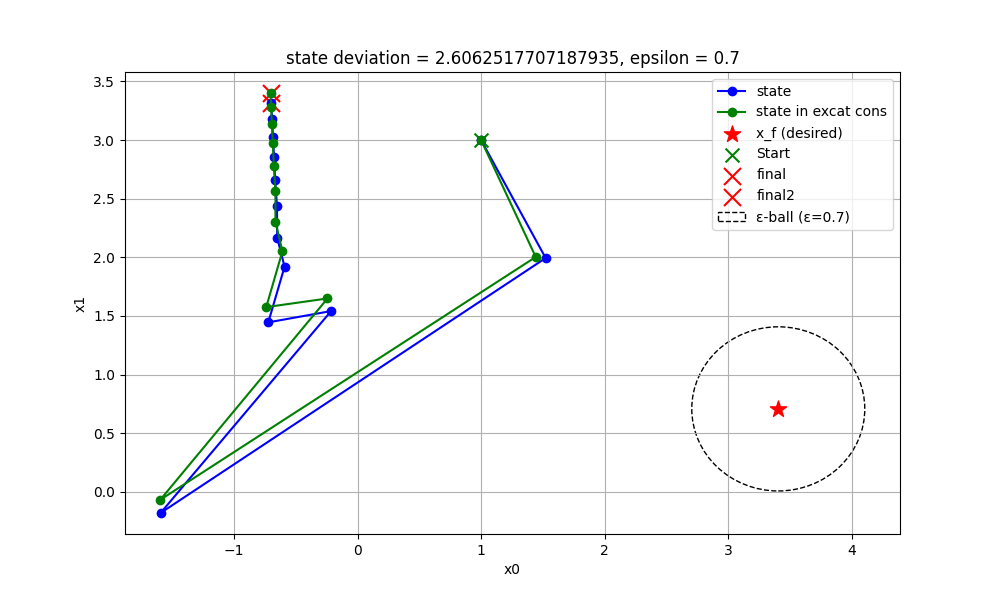 state deviation = 2.6062517707187935, epsilon = 0.7
state
state in excat cons
x_f (desired)
Start
final
final2
ε-ball (ε=0.7)
3.5
3.0
2.5
2.0
1.5
1.0
0.5
0.0
x1
−1
0
1
2
3
4
x0